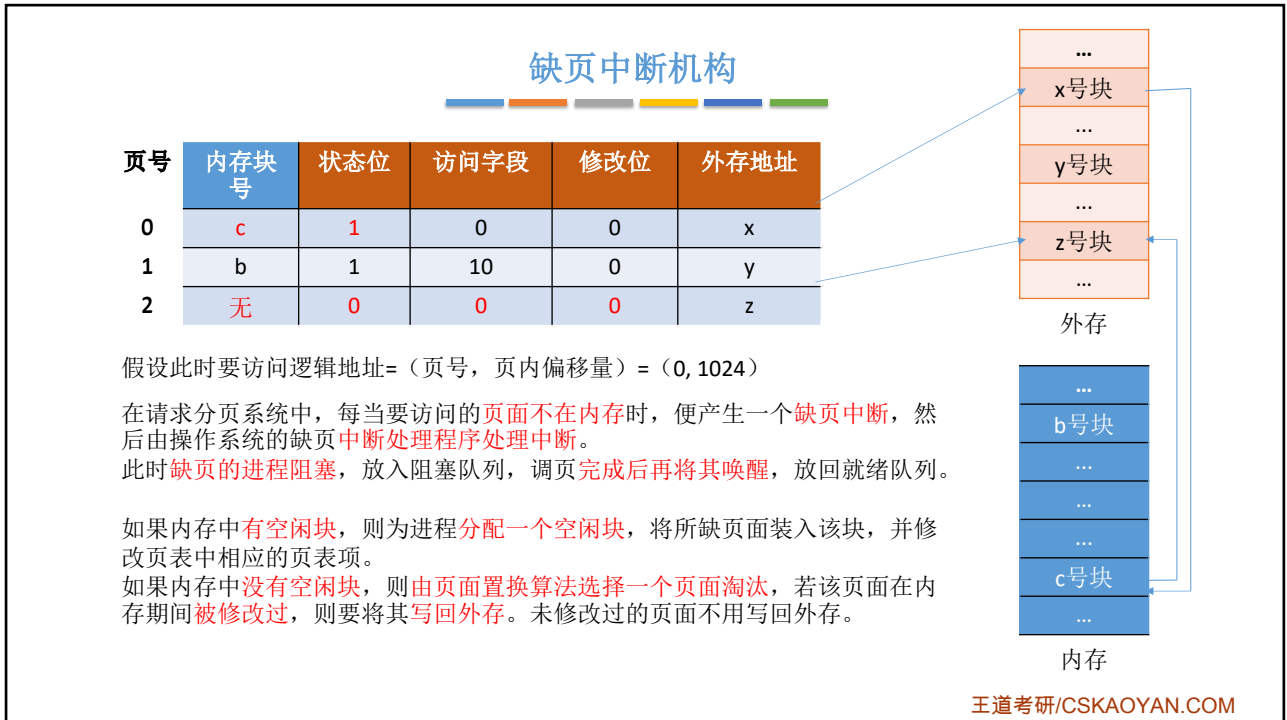 缺页中断机构
页号 内存块号 状态位 访问字段 修改位 外存地址
0 c 1 0 0 x
1 b 1 10 0 y
2 无 0 0 0 z
假设此时要访问逻辑地址=（页号，页内偏移量）=（0, 1024）
在请求分页系统中，每当要访问的页面不在内存时，便产生一个缺页中断，然
后由操作系统的缺页中断处理程序处理中断。
此时缺页的进程阻塞，放入阻塞队列，调页完成后再将其唤醒，放回就绪队列。
如果内存中有空闲块，则为进程分配一个空闲块，将所缺页面装入该块，并修
改页表中相应的页表项。
如果内存中没有空闲块，则由页面置换算法选择一个页面淘汰，若该页面在内
存期间被修改过，则要将其写回外存。未修改过的页面不用写回外存。
...
x号块
...
y号块
...
z号块
...
外存
...
b号块
...
...
...
c号块
...
内存
王道考研/CSKAOYAN.COM